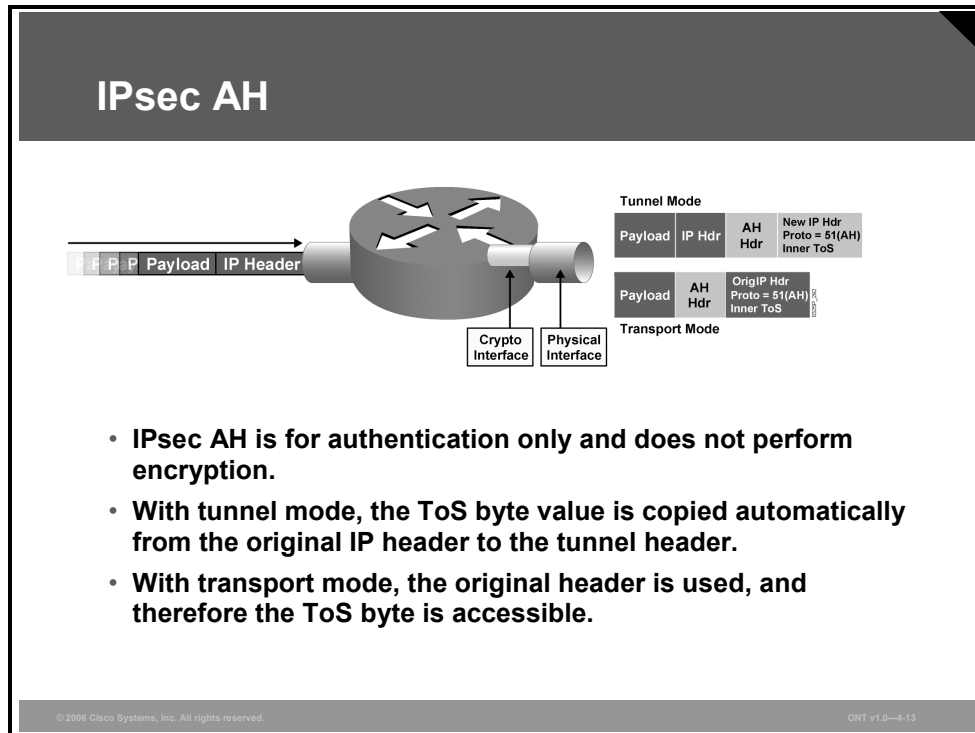 IPsec AH
Tunnel Mode
Payload IP Hdr AH Hdr New IP Hdr
Proto = 51(AH)
Inner ToS
Payload IP Header
Payload AH Hdr OrigIP Hdr
Proto = 51(AH)
Inner ToS
Transport Mode
Crypto
Interface
Physical
Interface
• IPsec AH is for authentication only and does not perform
encryption.
• With tunnel mode, the ToS byte value is copied automatically
from the original IP header to the tunnel header.
• With transport mode, the original header is used, and
therefore the ToS byte is accessible.
© 2006 Cisco Systems, Inc. All rights reserved.
ONT v1.0—4-13